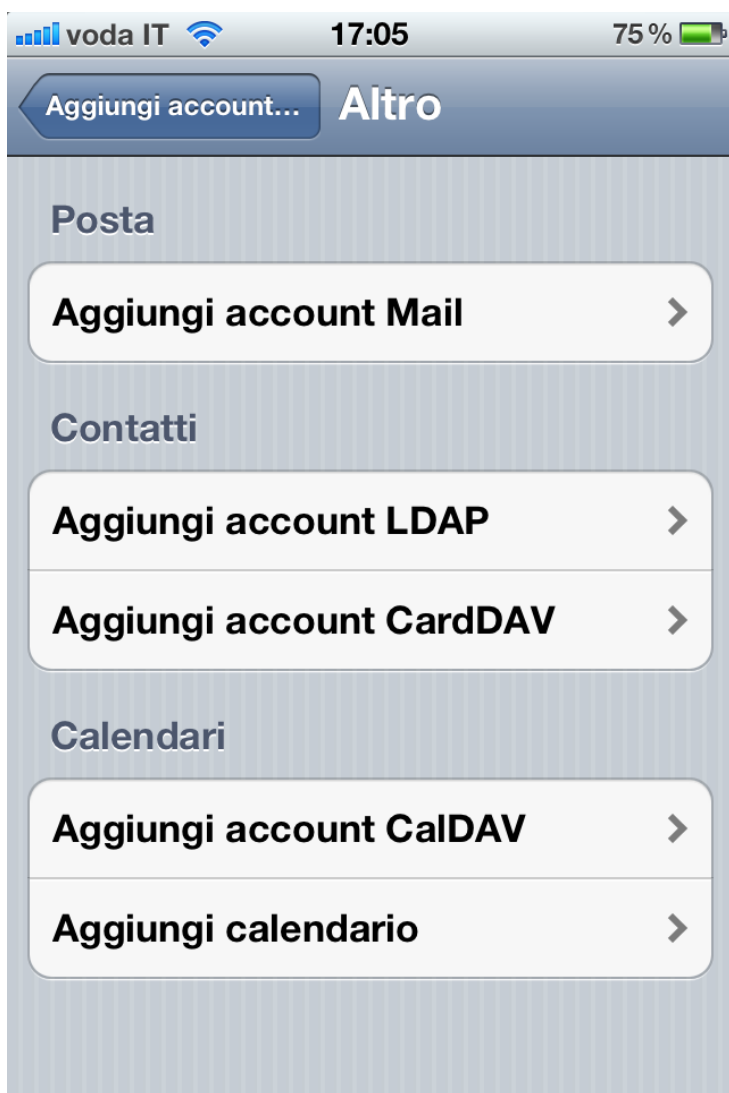 voda IT 17:05 75 %
Aggiungi account... Altro
Posta
Aggiungi account Mail
Contatti
Aggiungi account LDAP
Aggiungi account CardDAV
Calendari
Aggiungi account CalDAV
Aggiungi calendario